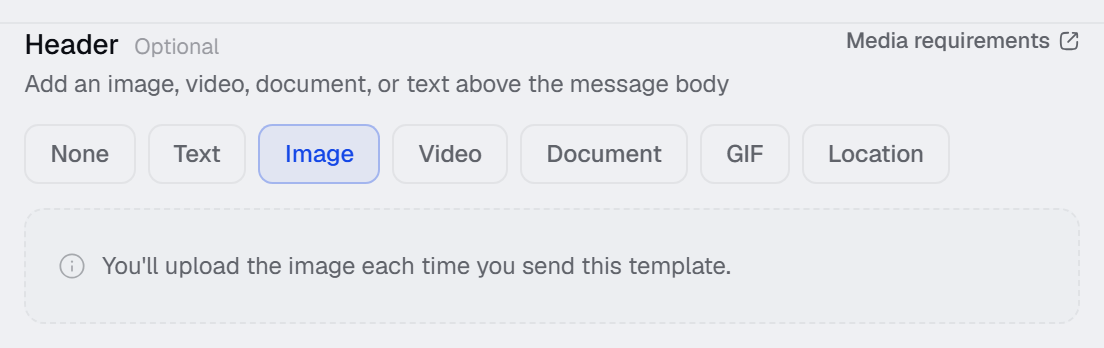 Header Optional
Media requirements
Add an image, video, document, or text above the message body
None Text Image Video Document GIF Location
You'll upload the image each time you send this template.